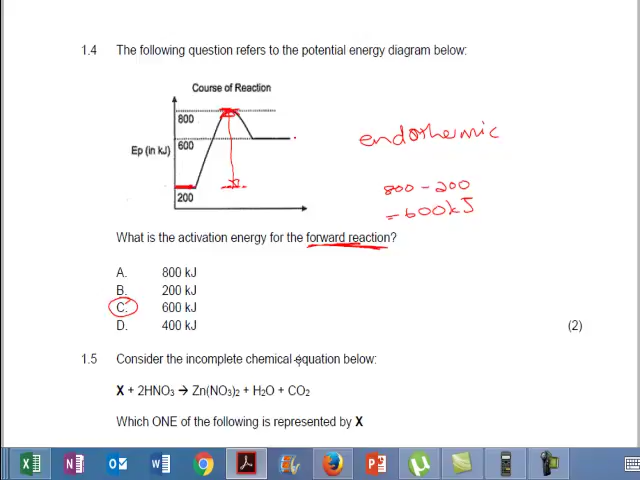 1.4 The following question refers to the potential energy diagram below:
Course of Reaction
800
600
Ep (in kJ)
200
endothermic
800 - 200
= 600kJ
What is the activation energy for the forward reaction?
A. 800 kJ
B. 200 kJ
C. 600 kJ
D. 400 kJ
(2)
1.5 Consider the incomplete chemical equation below:
X + 2HNO₃ → Zn(NO₃)₂ + H₂O + CO₂
Which ONE of the following is represented by X